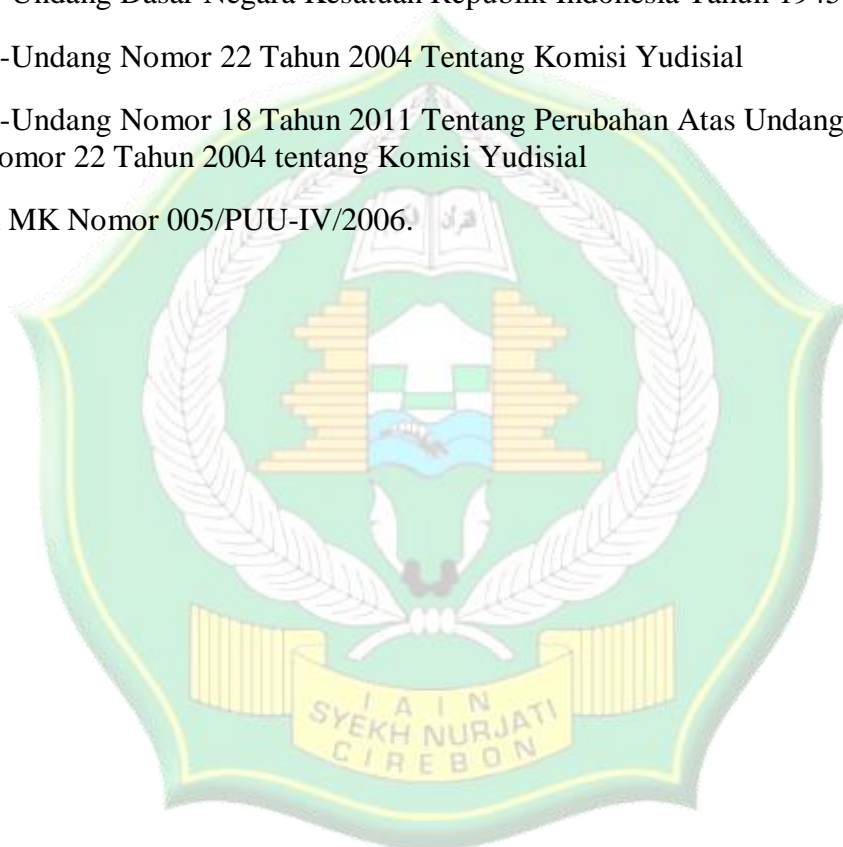 -Undang Dasar Negara Kesatuan Republik Indonesia Tahun 1945
-Undang Nomor 22 Tahun 2004 Tentang Komisi Yudisial
-Undang Nomor 18 Tahun 2011 Tentang Perubahan Atas Undang
omor 22 Tahun 2004 tentang Komisi Yudisial
MK Nomor 005/PUU-IV/2006.
I A I N
SYEKH NURJATI
CIREBON